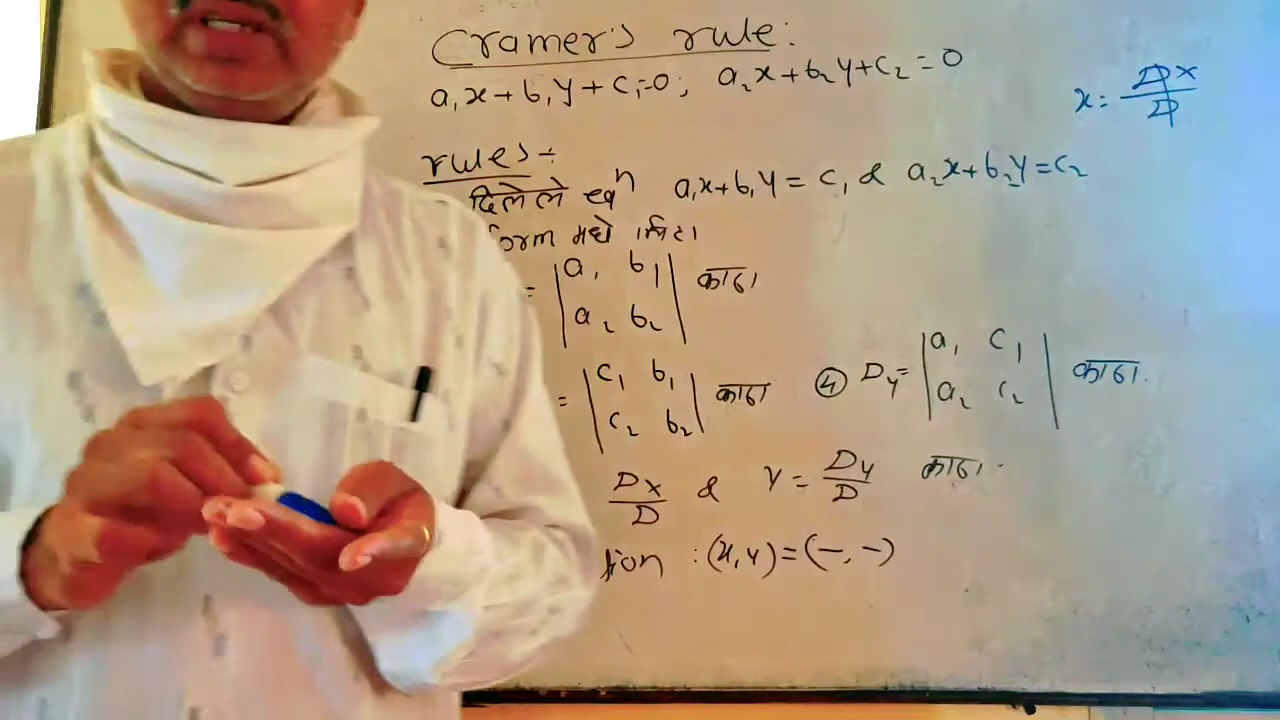 Cramer's rule:
a₁x + b₁y + c₁=0; a₂x + b₂y + c₂ = 0
x = Dx/D
rules:-
दिलेले eqⁿ a₁x + b₁y = c₁ & a₂x + b₂y = c₂
form मधे लिहा
= |a₁ b₁| काढा
|a₂ b₂|
= |c₁ b₁| काढा ④ Dy = |a₁ c₁| काढा.
|c₂ b₂| |a₂ c₂|
Dx/D & y = Dy/D काढा.
tion : (x, y) = (–, –)